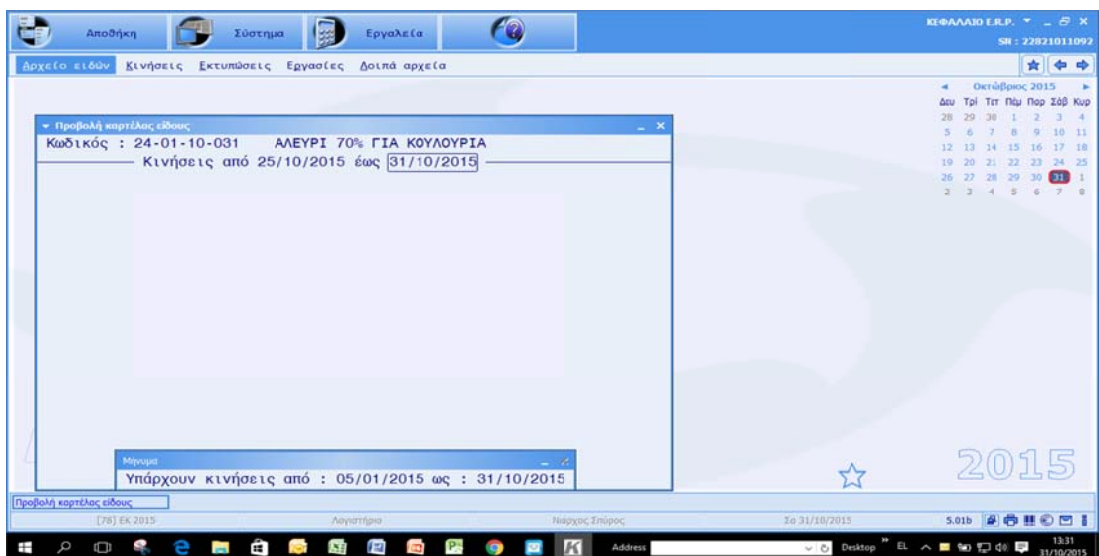 Αποθήκη Σύστημα Εργαλεία
ΚΕΦΑΛΑΙΟ E.R.P.
SN : 22821011092
Αρχείο ειδών Κινήσεις Εκτυπώσεις Εργασίες Λοιπά αρχεία
Οκτώβριος 2015
Δευ Τρί Τετ Πέμ Παρ Σάβ Κυρ
28 29 30 1 2 3 4
5 6 7 8 9 10 11
12 13 14 15 16 17 18
19 20 21 22 23 24 25
26 27 28 29 30 31 1
2 3 4 5 6 7 8
Προβολή καρτέλας είδους
Κωδικός : 24-01-10-031 ΑΛΕΥΡΙ 70% ΓΙΑ ΚΟΥΛΟΥΡΙΑ
Κινήσεις από 25/10/2015 έως 31/10/2015
Μήνυμα
Υπάρχουν κινήσεις από : 05/01/2015 ως : 31/10/2015
2015
Προβολή καρτέλας είδους
[78] ΕΚ 2015 Λογιστήριο Νιάρχος Σπύρος Σα 31/10/2015 5.01b
Address Desktop EL 13:31
31/10/2015